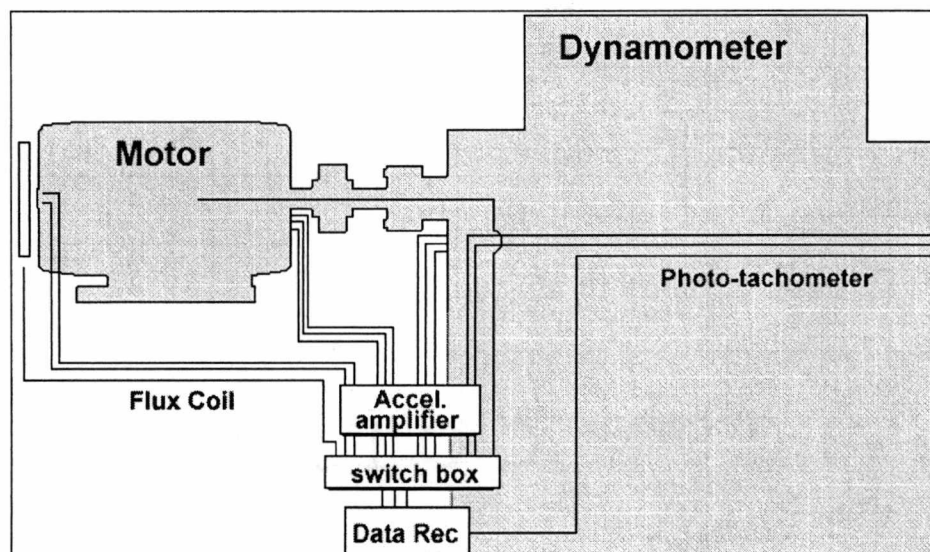 Dynamometer
Motor
Photo-tachometer
Flux Coil
Accel.
amplifier
switch box
Data Rec